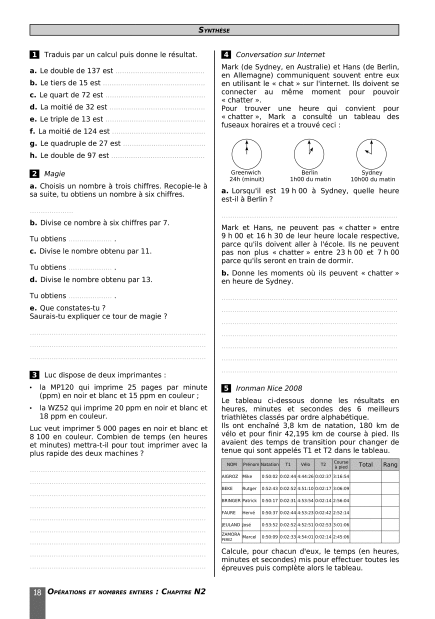 SYNTHÈSE
1 Traduis par un calcul puis donne le résultat.
a. Le double de 137 est
b. Le tiers de 15 est
c. Le quart de 72 est
d. La moitié de 32 est
e. Le triple de 13 est
f. La moitié de 124 est
g. Le quadruple de 27 est
h. Le double de 97 est
2 Magie
a. Choisis un nombre à trois chiffres. Recopie-le à
sa suite, tu obtiens un nombre à six chiffres.
b. Divise ce nombre à six chiffres par 7.
Tu obtiens .
c. Divise le nombre obtenu par 11.
Tu obtiens .
d. Divise le nombre obtenu par 13.
Tu obtiens .
e. Que constates-tu ?
Saurais-tu expliquer ce tour de magie ?
3 Luc dispose de deux imprimantes :
• la MP120 qui imprime 25 pages par minute
(ppm) en noir et blanc et 15 ppm en couleur ;
• la WZS2 qui imprime 20 ppm en noir et blanc et
18 ppm en couleur.
Luc veut imprimer 5 000 pages en noir et blanc et
8 100 en couleur. Combien de temps (en heures
et minutes) mettra-t-il pour tout imprimer avec la
plus rapide des deux machines ?
4 Conversation sur Internet
Mark (de Sydney, en Australie) et Hans (de Berlin,
en Allemagne) communiquent souvent entre eux
en utilisant le « chat » sur l'internet. Ils doivent se
connecter au même moment pour pouvoir
« chatter ».
Pour trouver une heure qui convient pour
« chatter », Mark a consulté un tableau des
fuseaux horaires et a trouvé ceci :
Greenwich Berlin Sydney
24h (minuit) 1h00 du matin 10h00 du matin
a. Lorsqu'il est 19 h 00 à Sydney, quelle heure
est-il à Berlin ?
Mark et Hans, ne peuvent pas « chatter » entre
9 h 00 et 16 h 30 de leur heure locale respective,
parce qu'ils doivent aller à l'école. Ils ne peuvent
pas non plus « chatter » entre 23 h 00 et 7 h 00
parce qu'ils seront en train de dormir.
b. Donne les moments où ils peuvent « chatter »
en heure de Sydney.
5 Ironman Nice 2008
Le tableau ci-dessous donne les résultats en
heures, minutes et secondes des 6 meilleurs
triathlètes classés par ordre alphabétique.
Ils ont enchaîné 3,8 km de natation, 180 km de
vélo et pour finir 42,195 km de course à pied. Ils
avaient des temps de transition pour changer de
tenue qui sont appelés T1 et T2 dans le tableau.
NOM Prénom Natation T1 Vélo T2 Course à pied Total Rang
AIGROZ Mike 0:50:02 0:02:44 4:44:26 0:02:37 3:16:54
BEKE Rutger 0:52:43 0:02:52 4:51:10 0:02:17 3:06:09
BRINGER Patrick 0:50:17 0:02:31 4:53:54 0:02:14 2:56:04
FAURE Hervé 0:50:37 0:02:44 4:53:23 0:02:42 2:52:14
JEULAND José 0:53:52 0:02:52 4:52:51 0:02:53 3:01:06
ZAMORA Marcel 0:50:09 0:02:33 4:54:01 0:02:14 2:45:06
Calcule, pour chacun d'eux, le temps (en heures,
minutes et secondes) mis pour effectuer toutes les
épreuves puis complète alors le tableau.
18 OPÉRATIONS ET NOMBRES ENTIERS : CHAPITRE N2